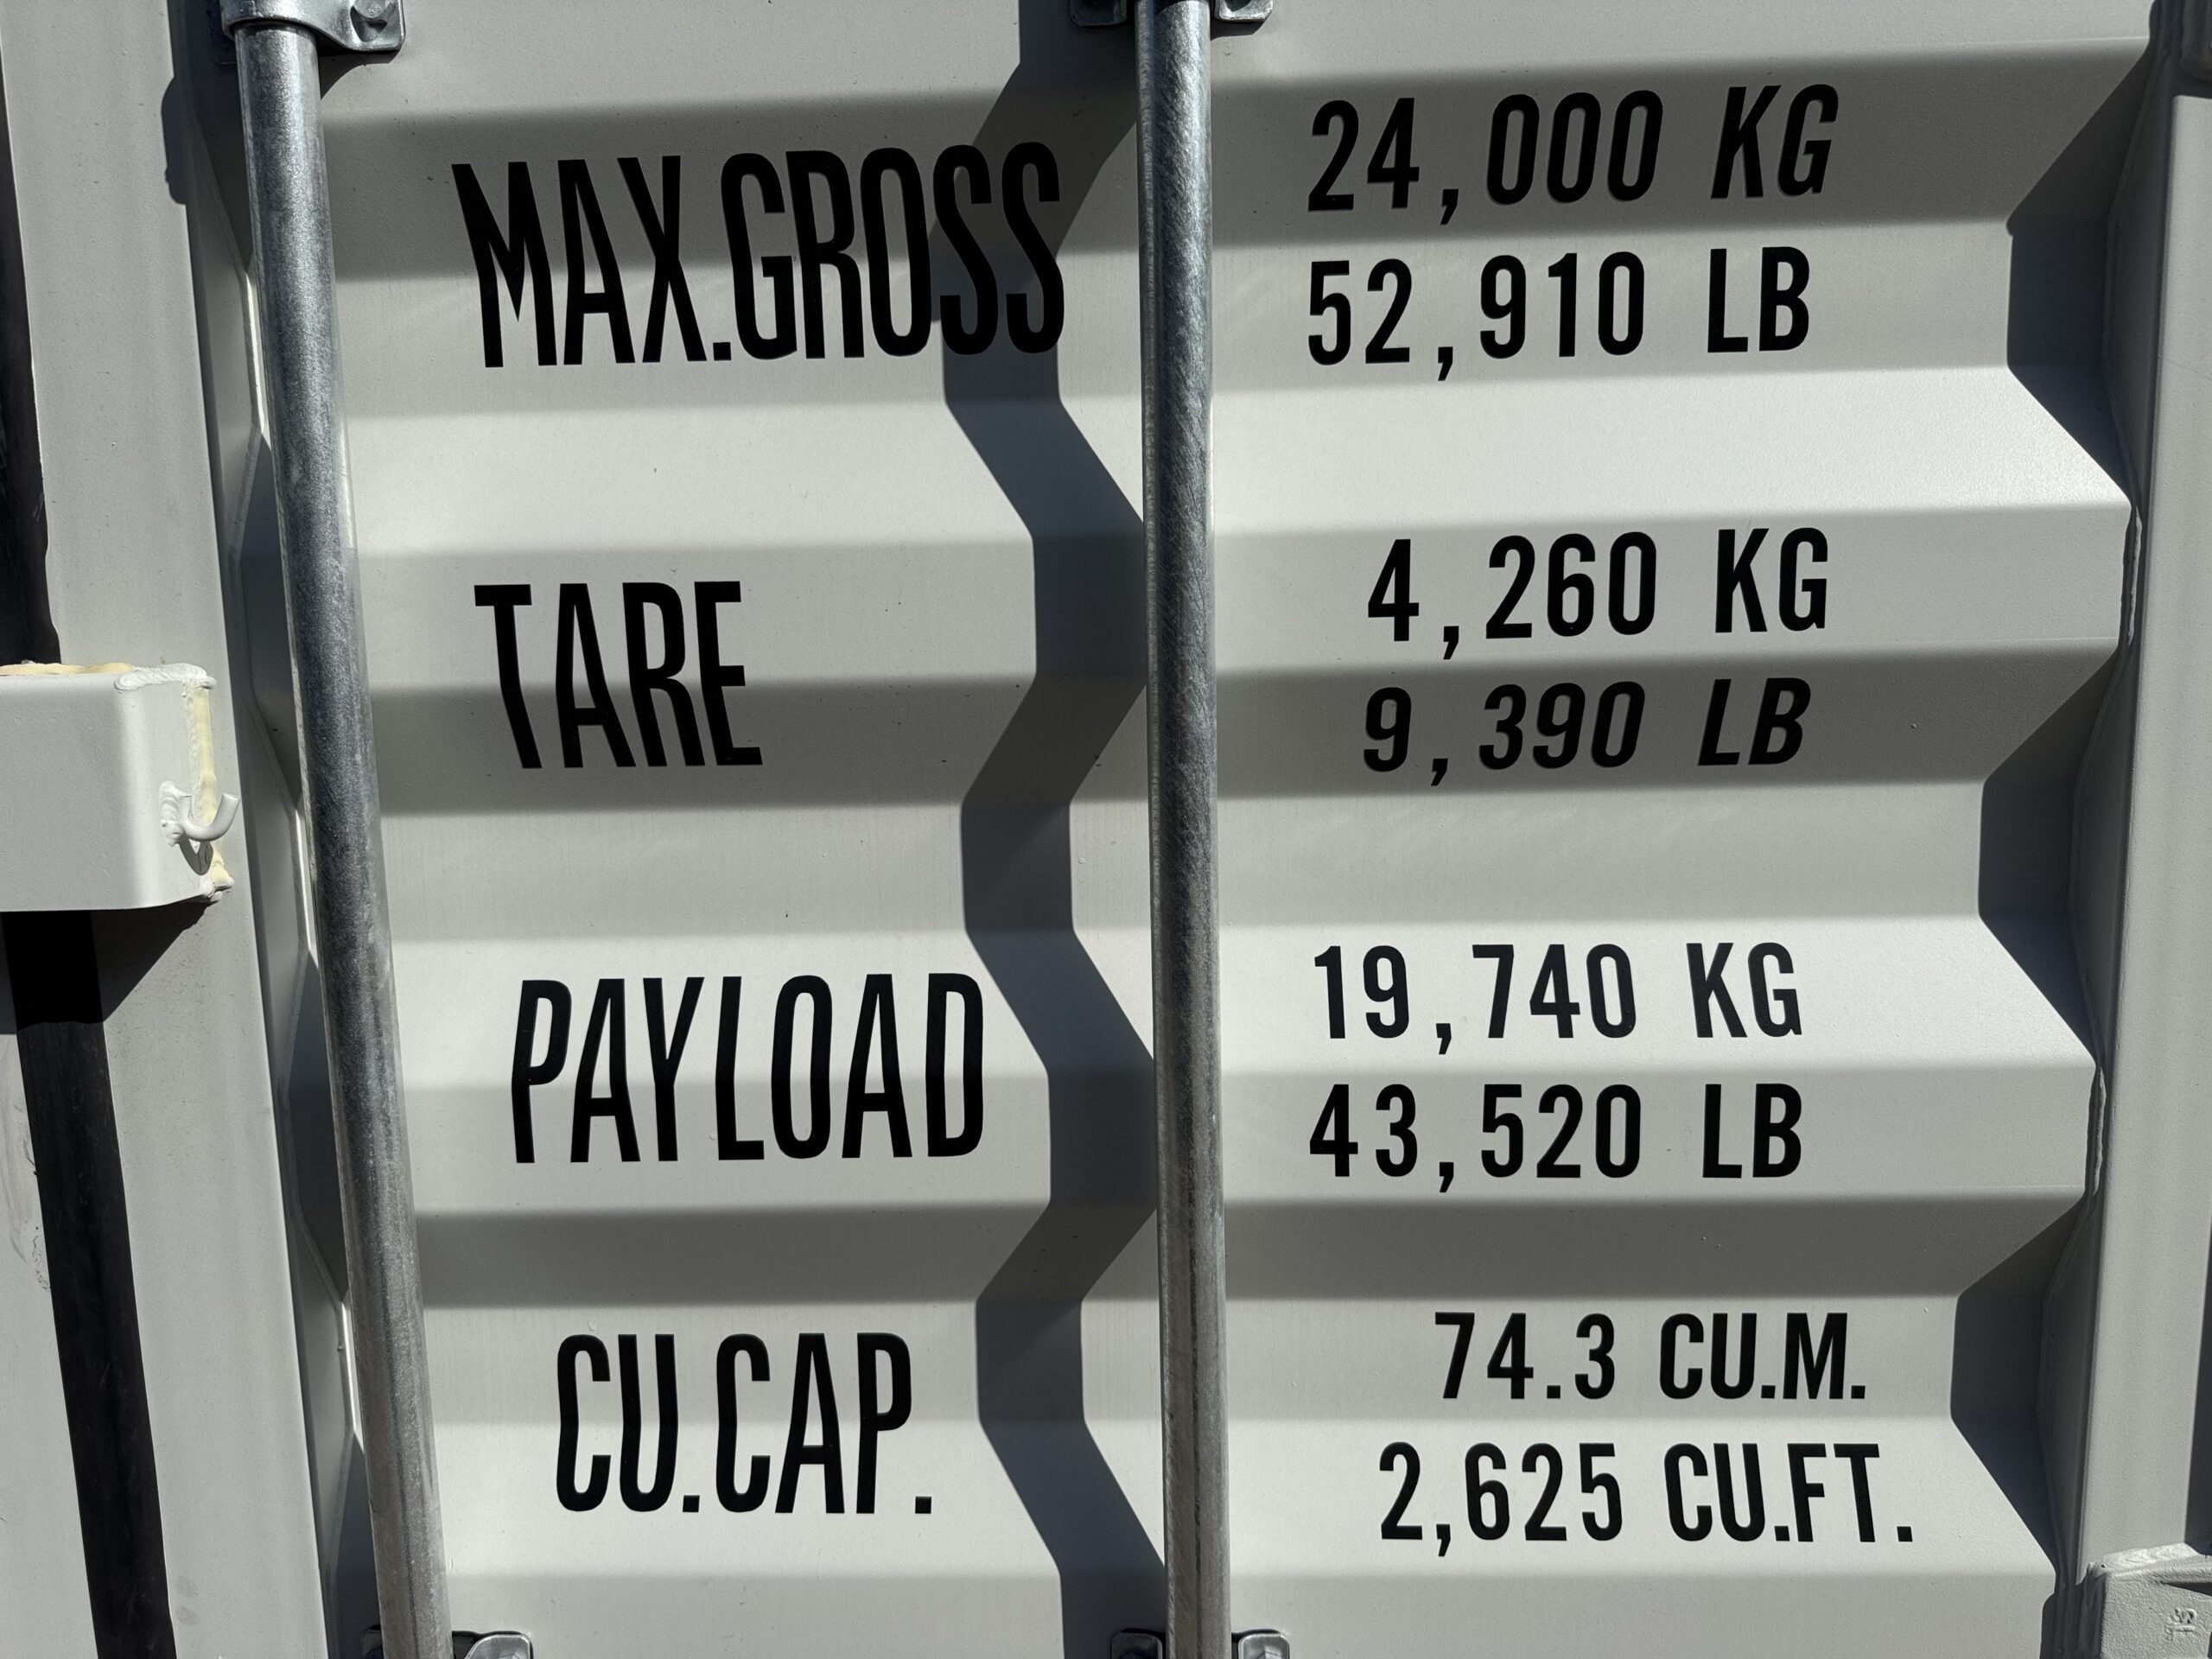 MAX.GROSS 24,000 KG
52,910 LB
TARE 4,260 KG
9,390 LB
PAYLOAD 19,740 KG
43,520 LB
CU.CAP. 74.3 CU.M.
2,625 CU.FT.